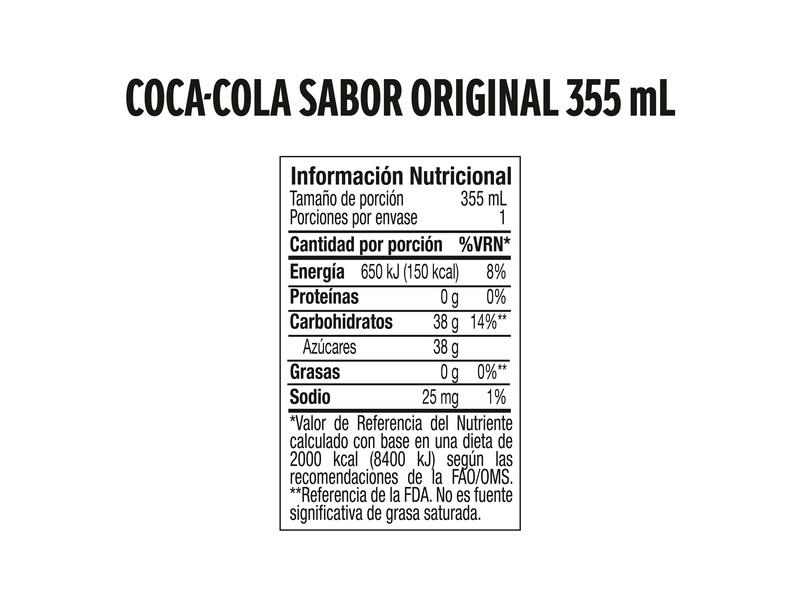 COCA-COLA SABOR ORIGINAL 355 mL
Información Nutricional
Tamaño de porción 355 mL
Porciones por envase 1
Cantidad por porción %VRN*
Energía 650 kJ (150 kcal) 8%
Proteínas 0 g 0%
Carbohidratos 38 g 14%**
Azúcares 38 g
Grasas 0 g 0%**
Sodio 25 mg 1%
*Valor de Referencia del Nutriente
calculado con base en una dieta de
2000 kcal (8400 kJ) según las
recomendaciones de la FAO/OMS.
**Referencia de la FDA. No es fuente
significativa de grasa saturada.